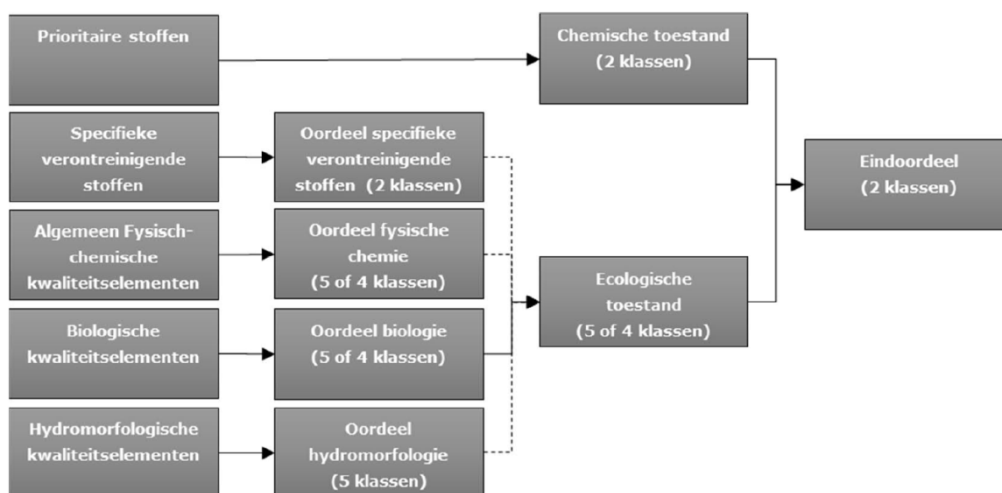 Prioritaire stoffen
Chemische toestand
(2 klassen)
Specifieke
verontreinigende
stoffen
Oordeel specifieke
verontreinigende
stoffen (2 klassen)
Eindoordeel
(2 klassen)
Algemeen Fysisch-
chemische
kwaliteitselementen
Oordeel fysische
chemie
(5 of 4 klassen)
Ecologische
toestand
(5 of 4 klassen)
Biologische
kwaliteitselementen
Oordeel biologie
(5 of 4 klassen)
Hydromorfologische
kwaliteitselementen
Oordeel
hydromorfologie
(5 klassen)